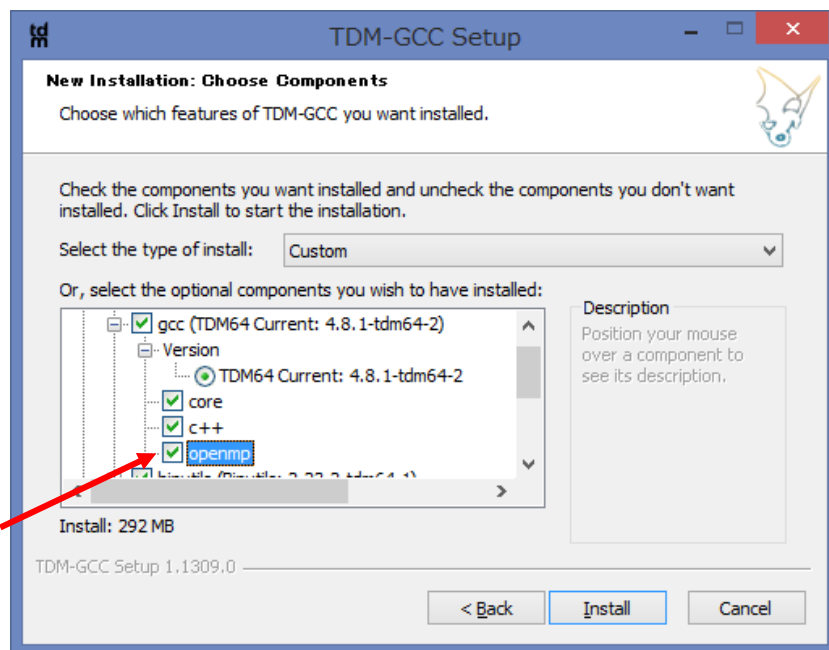 tdm
TDM-GCC Setup
New Installation: Choose Components
Choose which features of TDM-GCC you want installed.
Check the components you want installed and uncheck the components you don't want
installed. Click Install to start the installation.
Select the type of install:
Custom
Or, select the optional components you wish to have installed:
gcc (TDM64 Current: 4.8.1-tdm64-2)
Version
TDM64 Current: 4.8.1-tdm64-2
core
c++
openmp
Description
Position your mouse
over a component to
see its description.
Install: 292 MB
TDM-GCC Setup 1.1309.0
< Back
Install
Cancel